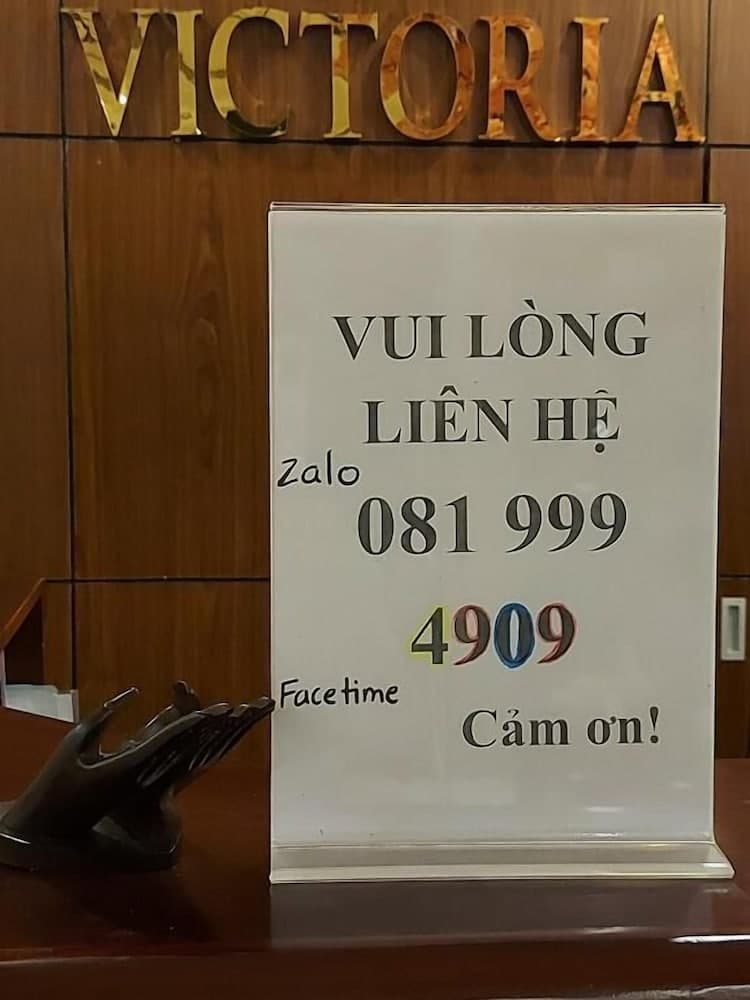 VICTORIA
VUI LÒNG
LIÊN HỆ
Zalo
081 999
4909
Facetime
Cảm ơn!